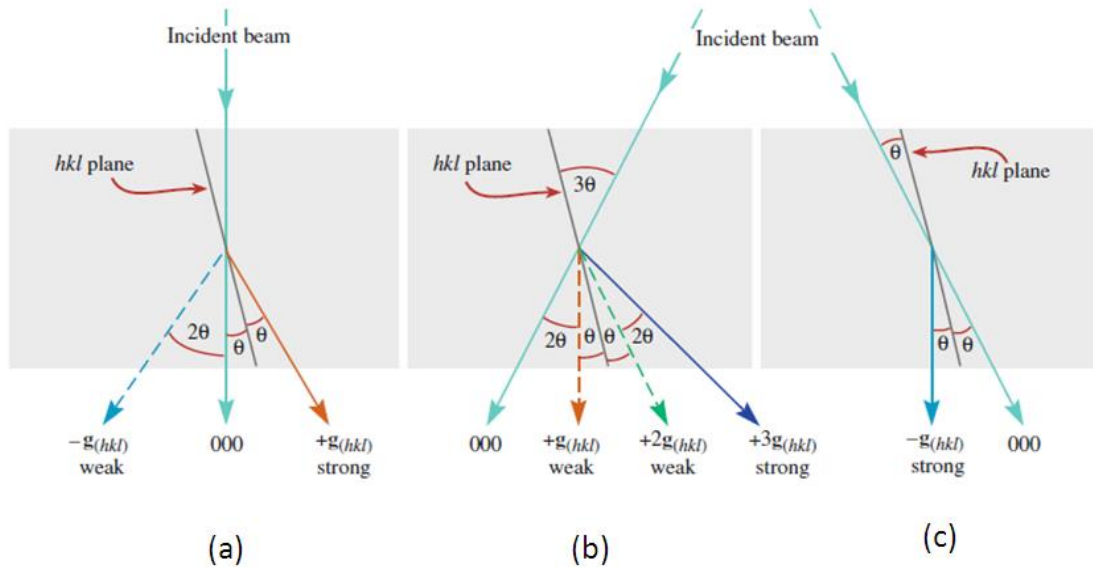 Incident beam
hkl plane
2θ
θ
θ
−g(hkl)
weak
000
+g(hkl)
strong
(a)
Incident beam
hkl plane
3θ
2θ
θ
θ
2θ
000
+g(hkl)
weak
+2g(hkl)
weak
+3g(hkl)
strong
(b)
θ
hkl plane
θ
θ
−g(hkl)
strong
000
(c)